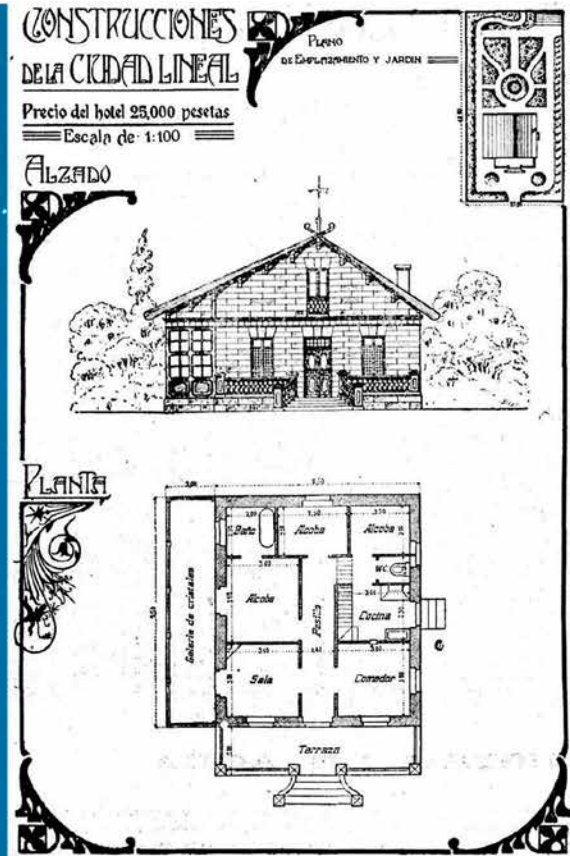 CONSTRUCCIONES
DE LA CIUDAD LINEAL
Precio del hotel 25,000 pesetas
Escala de 1:100
PLANO
DE EMPLAZAMIENTO Y JARDIN
ALZADO
PLANTA
Baño
Alcoba
Alcoba
W.C.
Galeria de cristales
Alcoba
Pasillo
Cocina
Sala
Comedor
Terraza